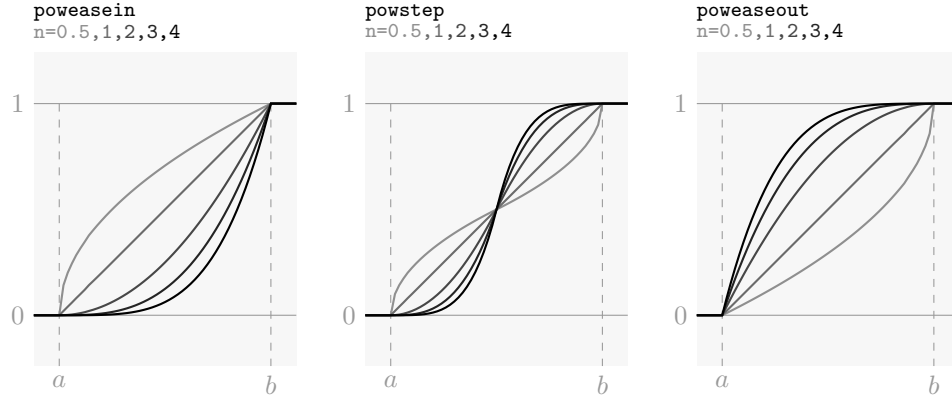 poweasein
n=0.5,1,2,3,4
1
0
a
b
powstep
n=0.5,1,2,3,4
1
0
a
b
poweaseout
n=0.5,1,2,3,4
1
0
a
b